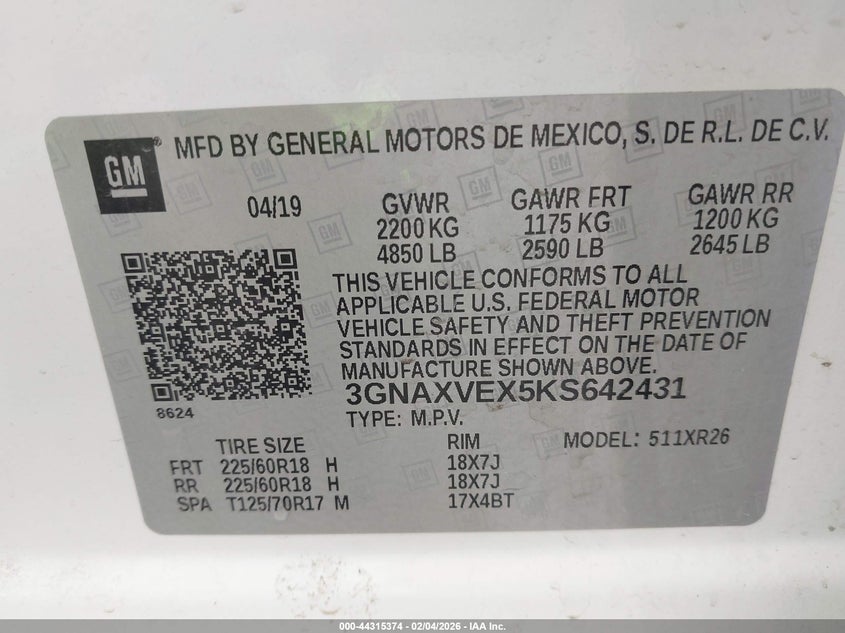 GM
MFD BY GENERAL MOTORS DE MEXICO, S. DE R.L. DE C.V.
04/19
GVWR GAWR FRT GAWR RR
2200 KG 1175 KG 1200 KG
4850 LB 2590 LB 2645 LB
THIS VEHICLE CONFORMS TO ALL
APPLICABLE U.S. FEDERAL MOTOR
VEHICLE SAFETY AND THEFT PREVENTION
STANDARDS IN EFFECT ON THE DATE OF
MANUFACTURE SHOWN ABOVE.
3GNAXVEX5KS642431
8624
TYPE: M.P.V.
TIRE SIZE RIM MODEL: 511XR26
FRT 225/60R18 H 18X7J
RR 225/60R18 H 18X7J
SPA T125/70R17 M 17X4BT
000-44315374 - 02/04/2026 - IAA Inc.